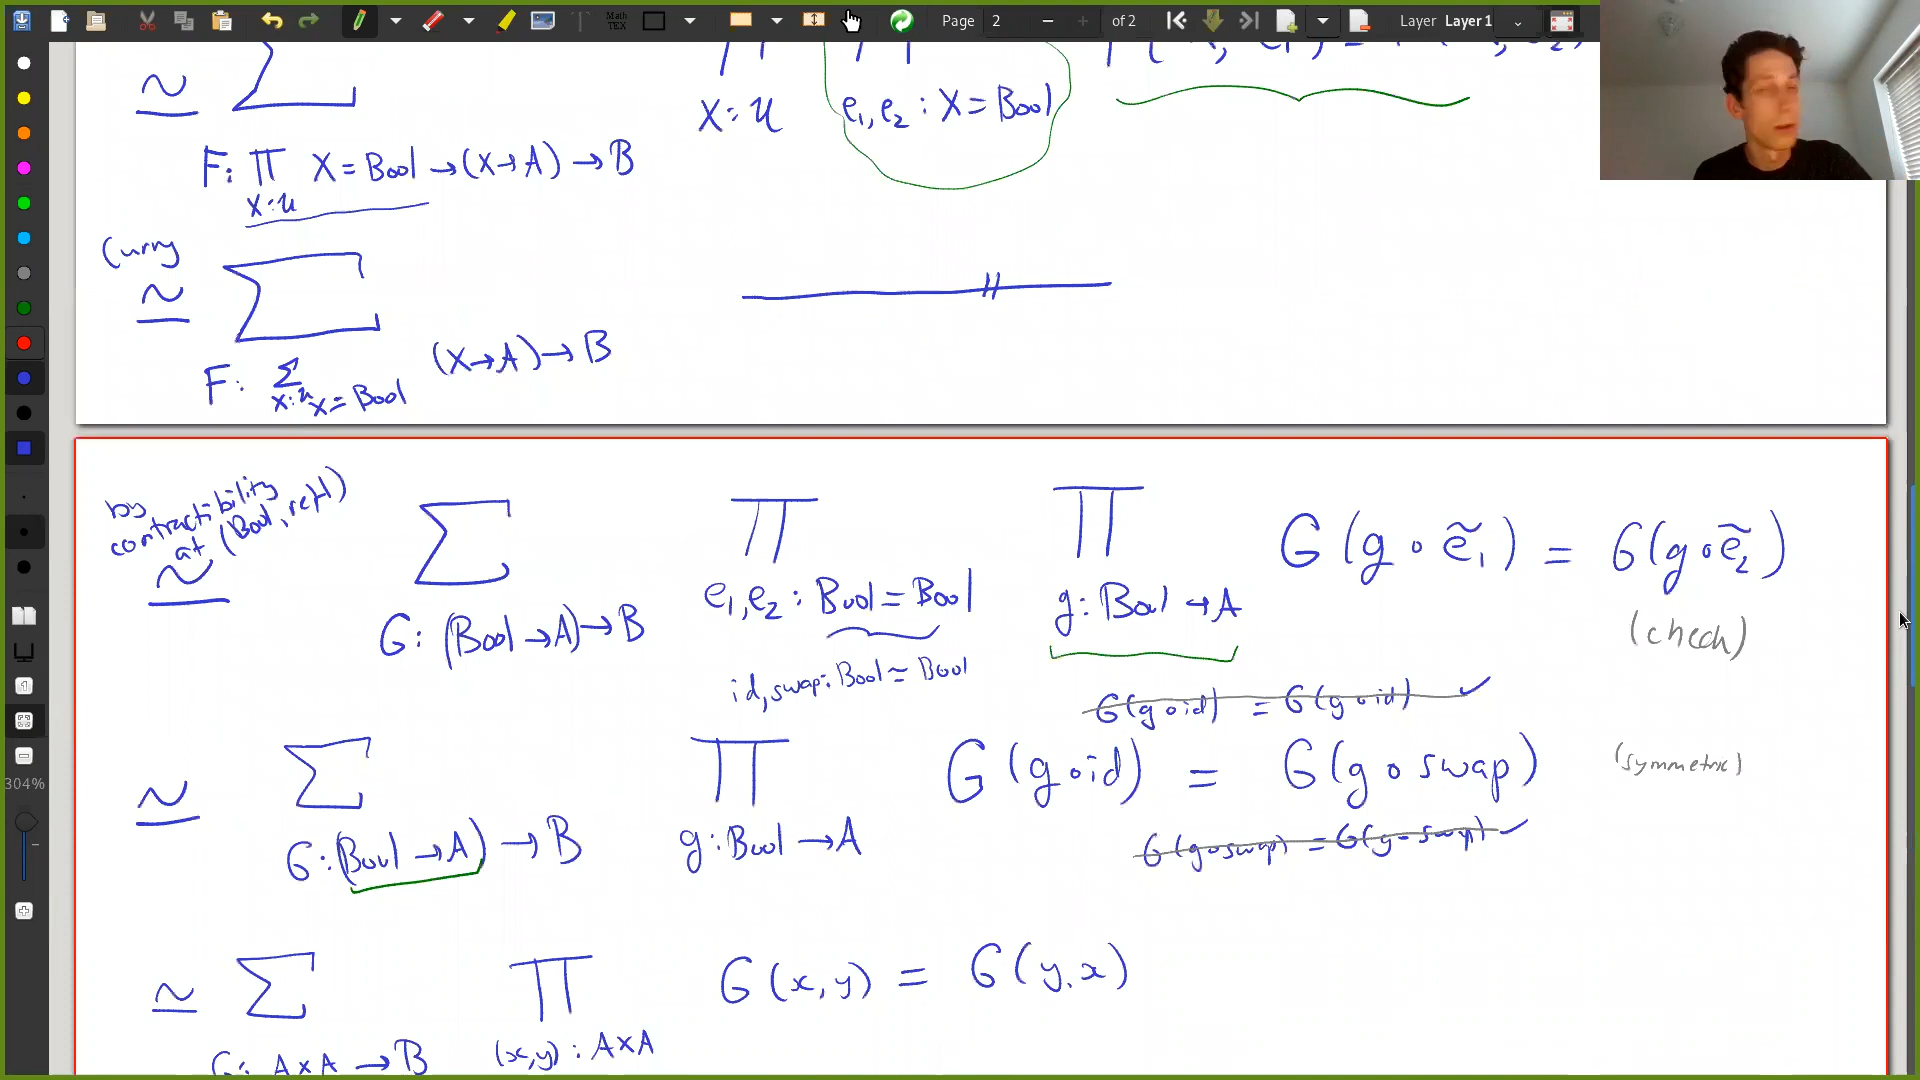 Page 2 of 2 Layer Layer 1
Math TEX
X : U e₁, e₂ : X = Bool
≃ Σ
F : Π X = Bool → (X → A) → B
X : U
Curry
≃ Σ
(X → A) → B
F : Σ
X : U X = Bool
by contractibility at (Bool, refl)
≃ Σ Π Π G(g ∘ ẽ₁) = G(g ∘ ẽ₂)
G : (Bool → A) → B e₁, e₂ : Bool = Bool g : Bool → A
(check)
id, swap : Bool ≃ Bool
G(g ∘ id) = G(g ∘ id) ✓
≃ Σ Π G(g ∘ id) = G(g ∘ swap) (symmetric)
G : (Bool → A) → B g : Bool → A
G(g ∘ swap) = G(g ∘ swap) ✓
304%
≃ Σ Π G(x, y) = G(y, x)
G : A × A → B (x, y) : A × A